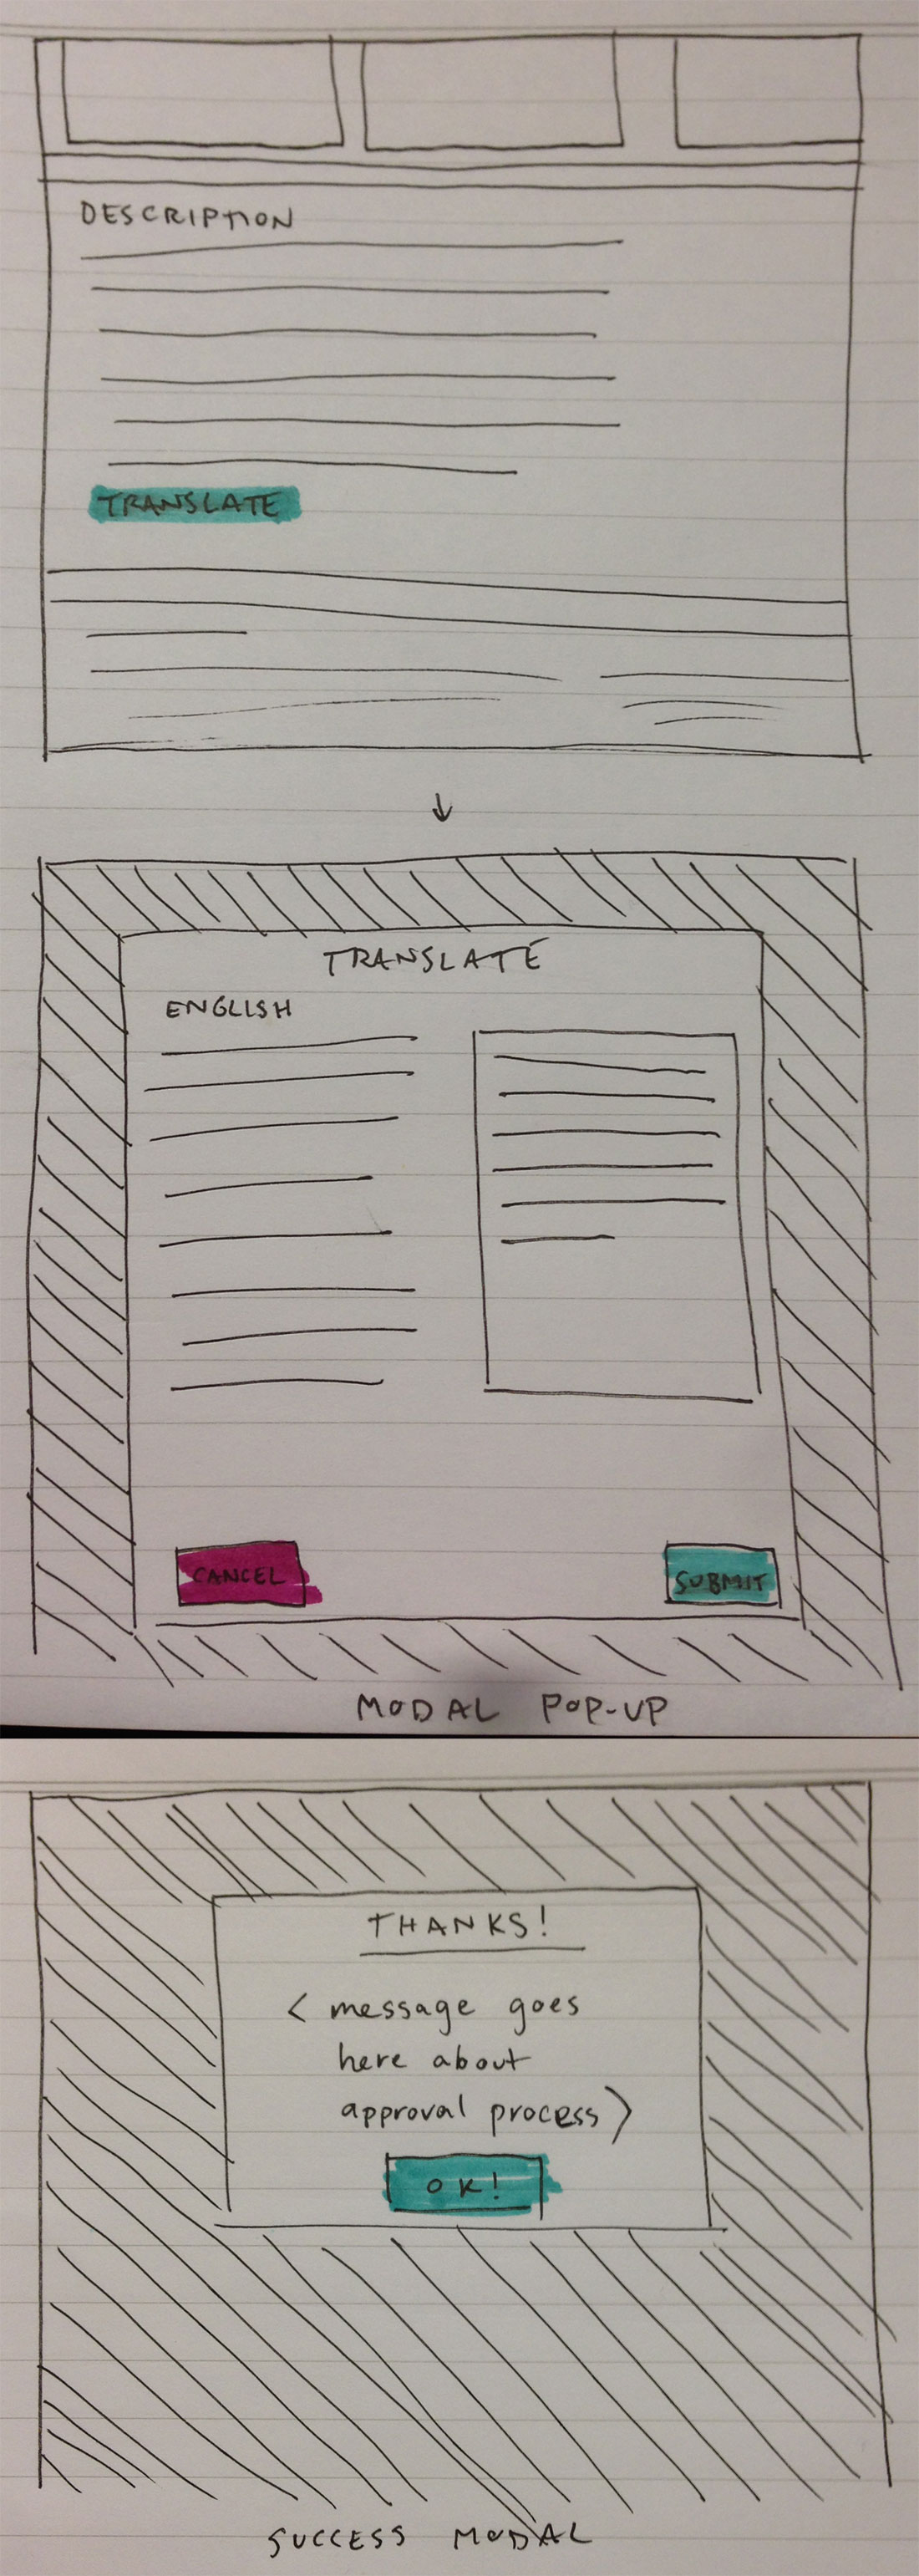 DESCRIPTION
TRANSLATE
TRANSLATE
ENGLISH
CANCEL
SUBMIT
MODAL POP-UP
THANKS!
< message goes
here about
approval process >
OK!
SUCCESS MODAL